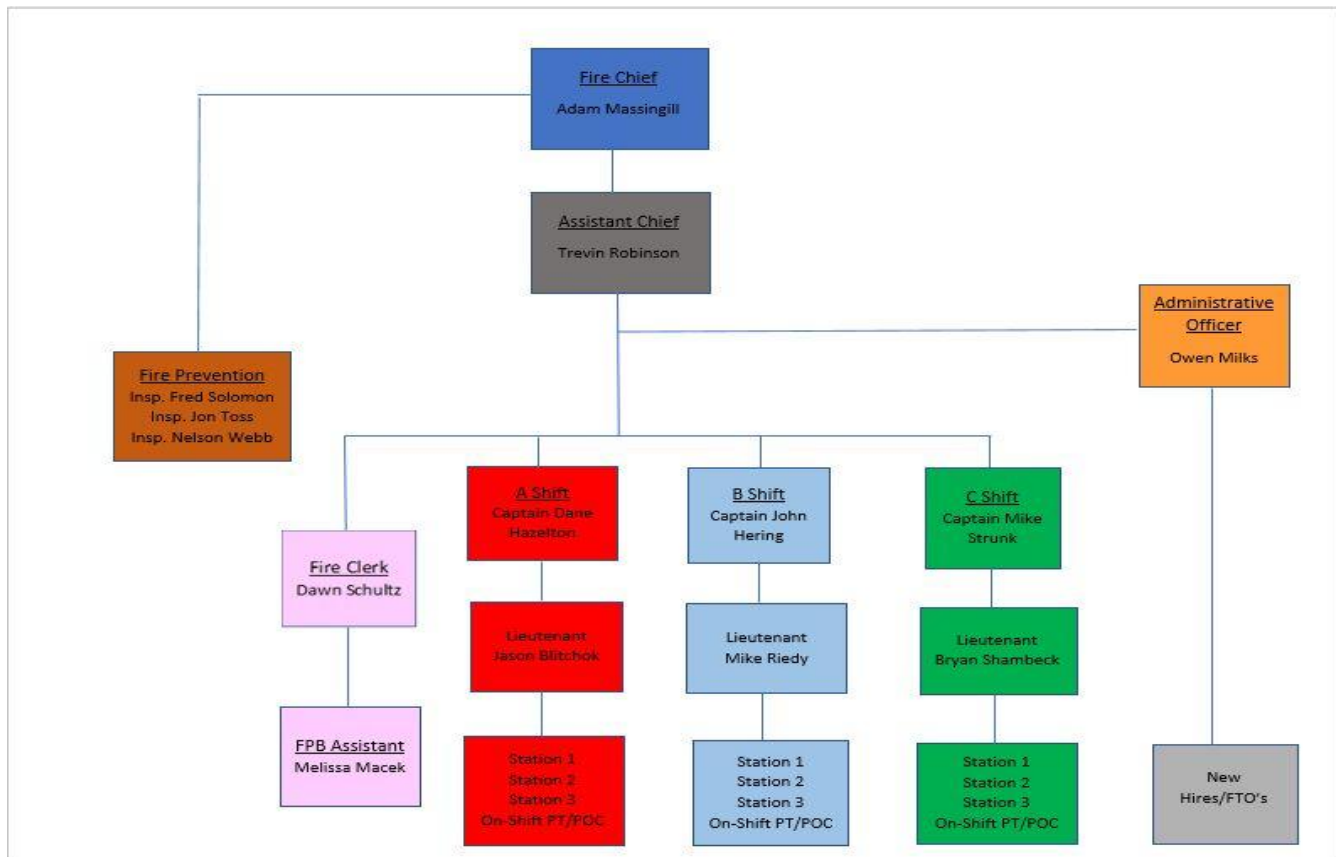 Fire Chief
Adam Massingill
Assistant Chief
Trevin Robinson
Administrative
Officer
Owen Milks
Fire Prevention
Insp. Fred Solomon
Insp. Jon Toss
Insp. Nelson Webb
Fire Clerk
Dawn Schultz
FPB Assistant
Melissa Macek
A Shift
Captain Dane
Hazelton
Lieutenant
Jason Blitchok
Station 1
Station 2
Station 3
On-Shift PT/POC
B Shift
Captain John
Hering
Lieutenant
Mike Riedy
Station 1
Station 2
Station 3
On-Shift PT/POC
C Shift
Captain Mike
Strunk
Lieutenant
Bryan Shambeck
Station 1
Station 2
Station 3
On-Shift PT/POC
New
Hires/FTO's